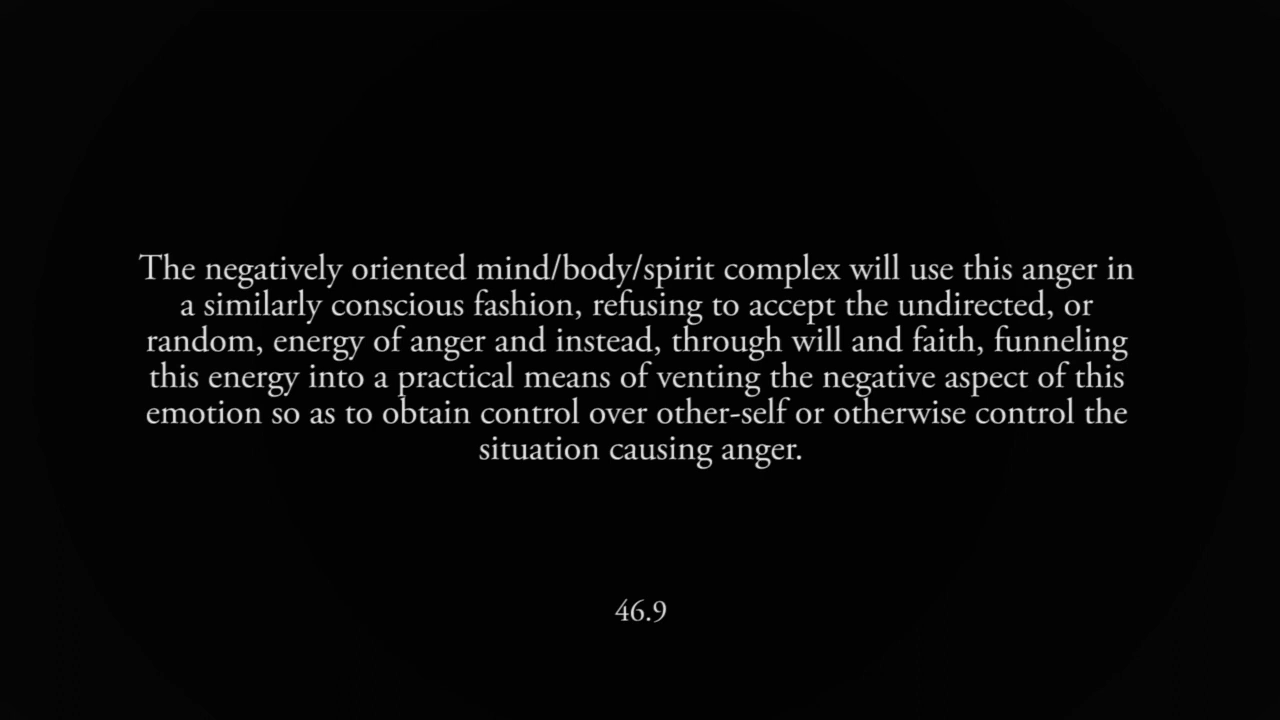 The negatively oriented mind/body/spirit complex will use this anger in
a similarly conscious fashion, refusing to accept the undirected, or
random, energy of anger and instead, through will and faith, funneling
this energy into a practical means of venting the negative aspect of this
emotion so as to obtain control over other-self or otherwise control the
situation causing anger.
46.9